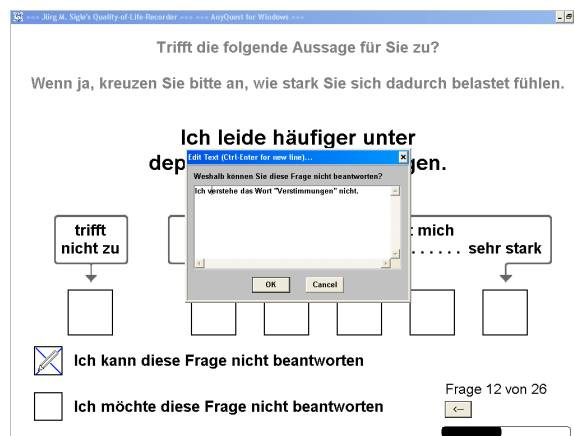 »»» Jörg M. Sigle's Quality-of-Life-Recorder »»» »»» AnyQuest for Windows »»»
Trifft die folgende Aussage für Sie zu?
Wenn ja, kreuzen Sie bitte an, wie stark Sie sich dadurch belastet fühlen.
Ich leide häufiger unter
dep gen.
Edit Text (Ctrl-Enter for new line)...
Weshalb können Sie diese Frage nicht beantworten?
Ich verstehe das Wort "Verstimmungen" nicht.
OK Cancel
trifft
nicht zu
t mich
. . . . . . sehr stark
Ich kann diese Frage nicht beantworten
Ich möchte diese Frage nicht beantworten
Frage 12 von 26
<--